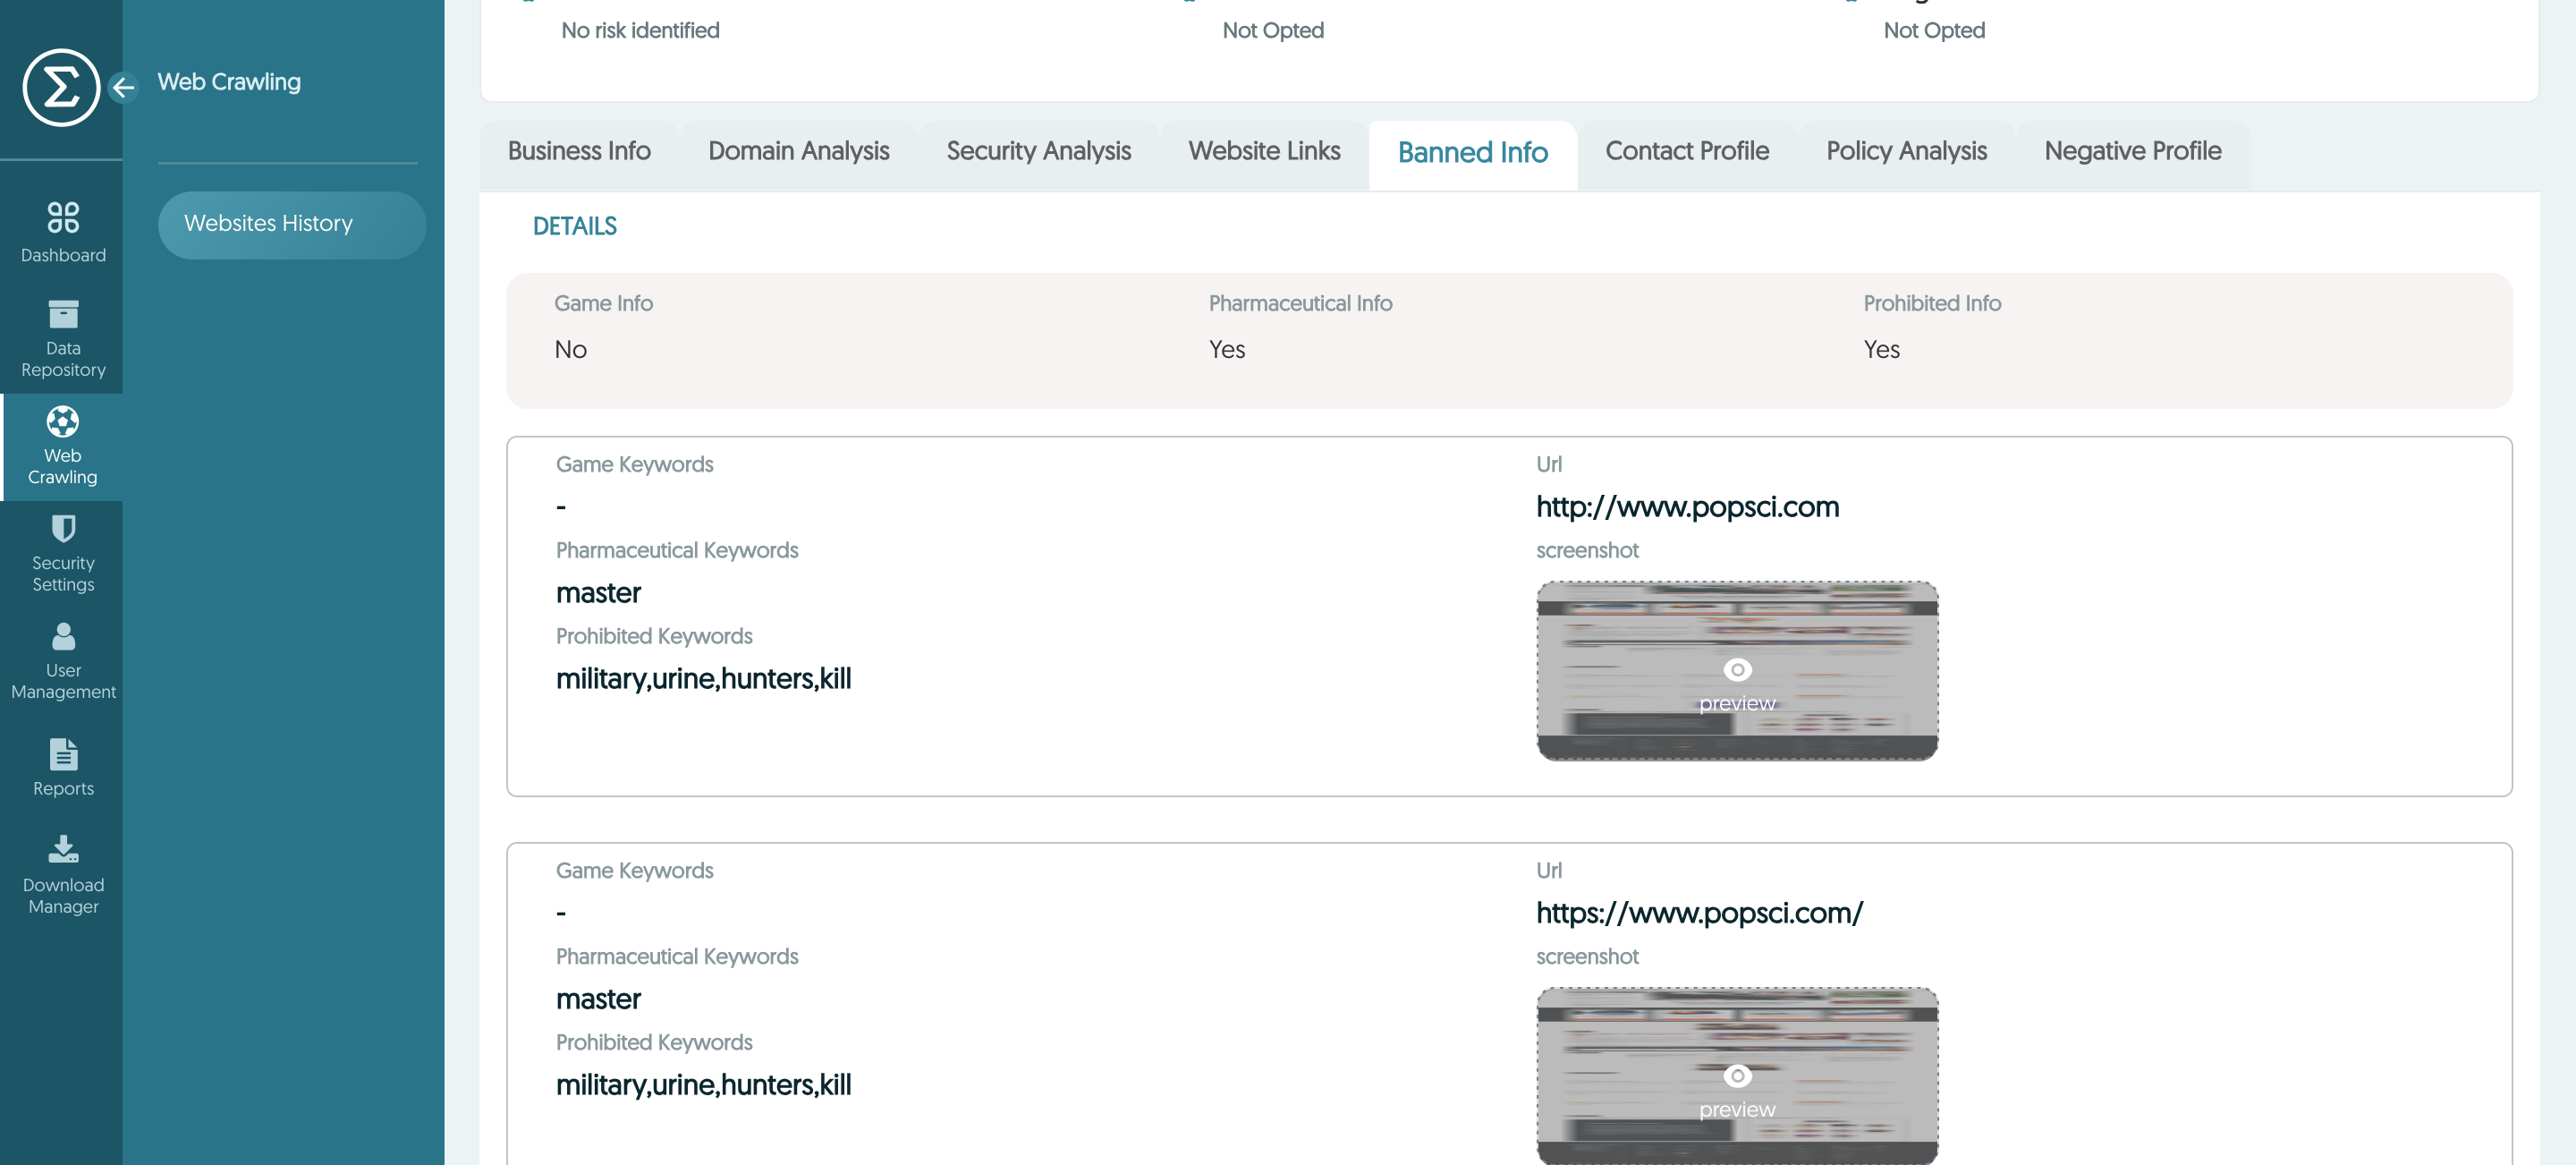 Σ
Web Crawling
Websites History
Dashboard
Data
Repository
Web
Crawling
Security
Settings
User
Management
Reports
Download
Manager
No risk identified
Not Opted
Not Opted
Business Info
Domain Analysis
Security Analysis
Website Links
Banned Info
Contact Profile
Policy Analysis
Negative Profile
DETAILS
Game Info
No
Pharmaceutical Info
Yes
Prohibited Info
Yes
Game Keywords
-
Pharmaceutical Keywords
master
Prohibited Keywords
military,urine,hunters,kill
Url
http://www.popsci.com
screenshot
preview
Game Keywords
-
Pharmaceutical Keywords
master
Prohibited Keywords
military,urine,hunters,kill
Url
https://www.popsci.com/
screenshot
preview